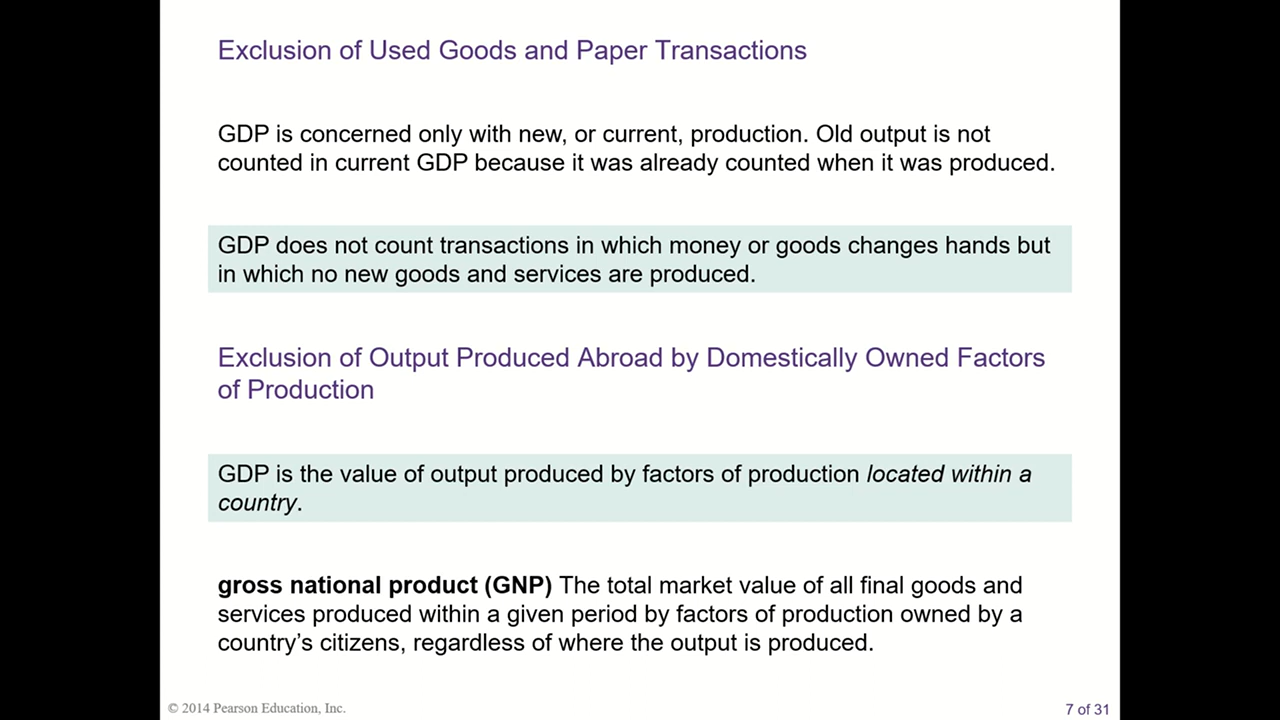 Exclusion of Used Goods and Paper Transactions
GDP is concerned only with new, or current, production. Old output is not
counted in current GDP because it was already counted when it was produced.
GDP does not count transactions in which money or goods changes hands but
in which no new goods and services are produced.
Exclusion of Output Produced Abroad by Domestically Owned Factors
of Production
GDP is the value of output produced by factors of production located within a
country.
gross national product (GNP) The total market value of all final goods and
services produced within a given period by factors of production owned by a
country's citizens, regardless of where the output is produced.
© 2014 Pearson Education, Inc.
7 of 31